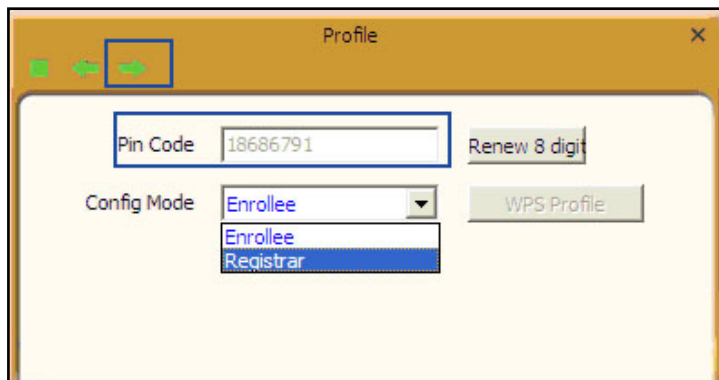 Profile
Pin Code 18686791 Renew 8 digit
Config Mode Enrollee WPS Profile
Enrollee
Registrar